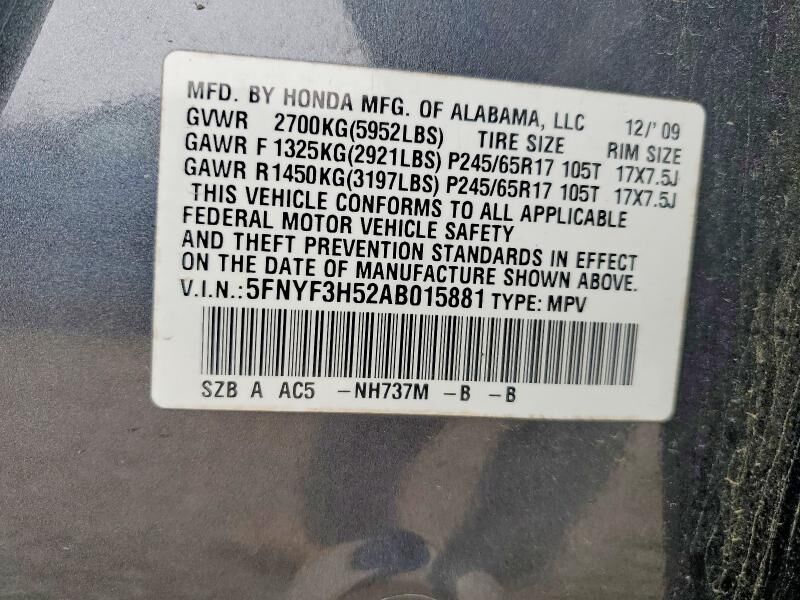 MFD. BY HONDA MFG. OF ALABAMA, LLC 12/'09
GVWR 2700KG(5952LBS) TIRE SIZE RIM SIZE
GAWR F 1325KG(2921LBS) P245/65R17 105T 17X7.5J
GAWR R 1450KG(3197LBS) P245/65R17 105T 17X7.5J
THIS VEHICLE CONFORMS TO ALL APPLICABLE
FEDERAL MOTOR VEHICLE SAFETY
AND THEFT PREVENTION STANDARDS IN EFFECT
ON THE DATE OF MANUFACTURE SHOWN ABOVE.
V.I.N.: 5FNYF3H52AB015881 TYPE: MPV
SZB A AC5 –NH737M –B –B